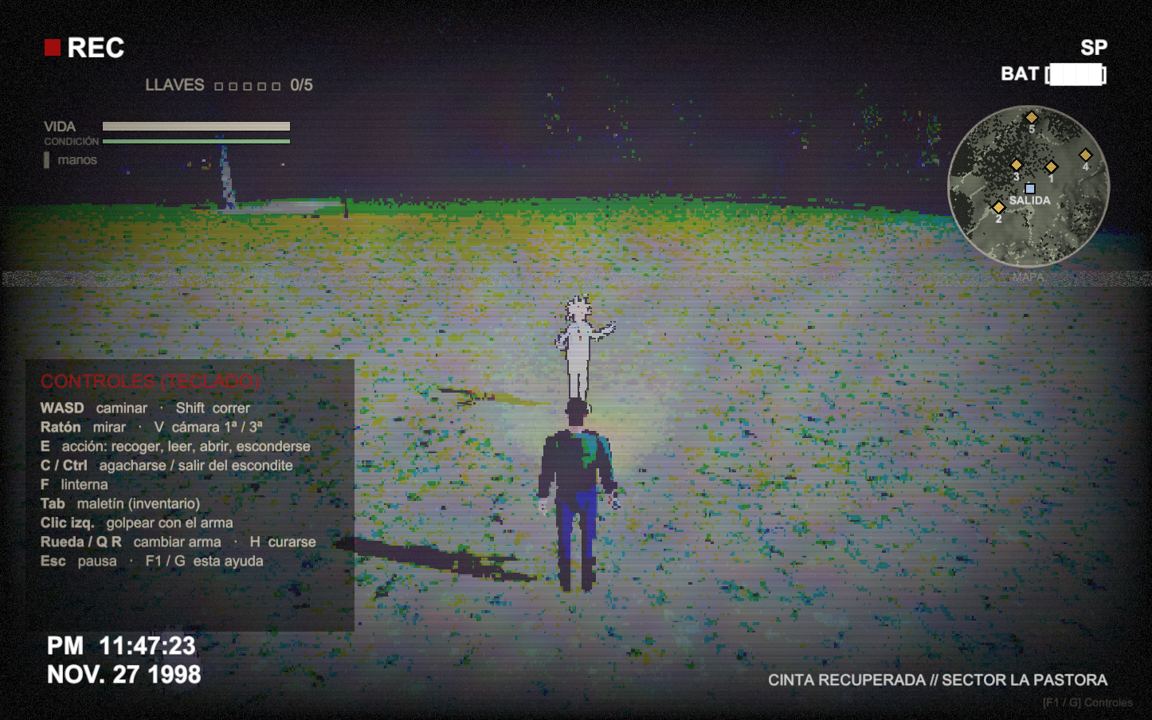 REC
SP
LLAVES 0/5
BAT [ ]
VIDA
CONDICIÓN
manos
5
4
3
1
SALIDA
2
MAPA
CONTROLES (TECLADO)
WASD caminar · Shift correr
Ratón mirar · V cámara 1ª / 3ª
E acción: recoger, leer, abrir, esconderse
C / Ctrl agacharse / salir del escondite
F linterna
Tab maletín (inventario)
Clic izq. golpear con el arma
Rueda / Q R cambiar arma · H curarse
Esc pausa · F1 / G esta ayuda
PM 11:47:23
NOV. 27 1998
CINTA RECUPERADA // SECTOR LA PASTORA
[F1 / G] Controles